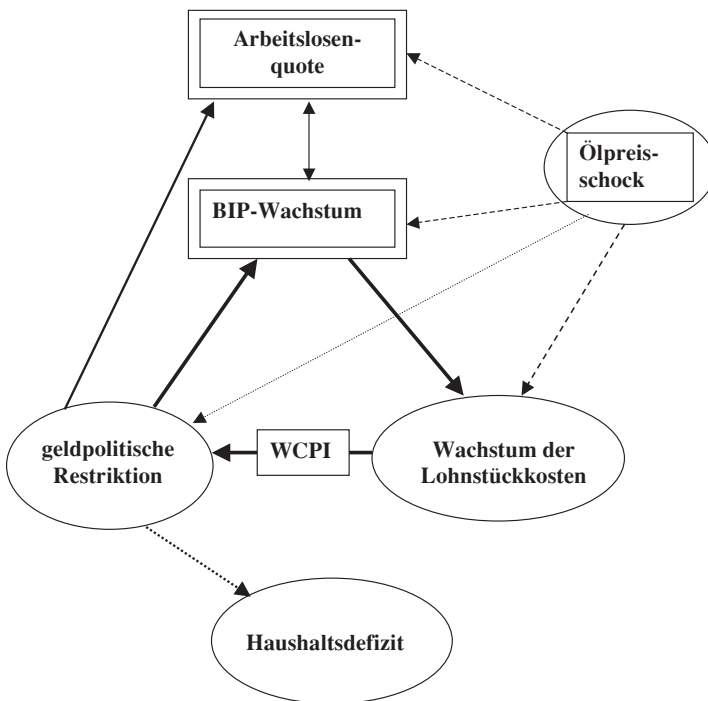 Arbeitslosen-
quote
Ölpreis-
schock
BIP-Wachstum
geldpolitische
Restriktion
WCPI
Wachstum der
Lohnstückkosten
Haushaltsdefizit